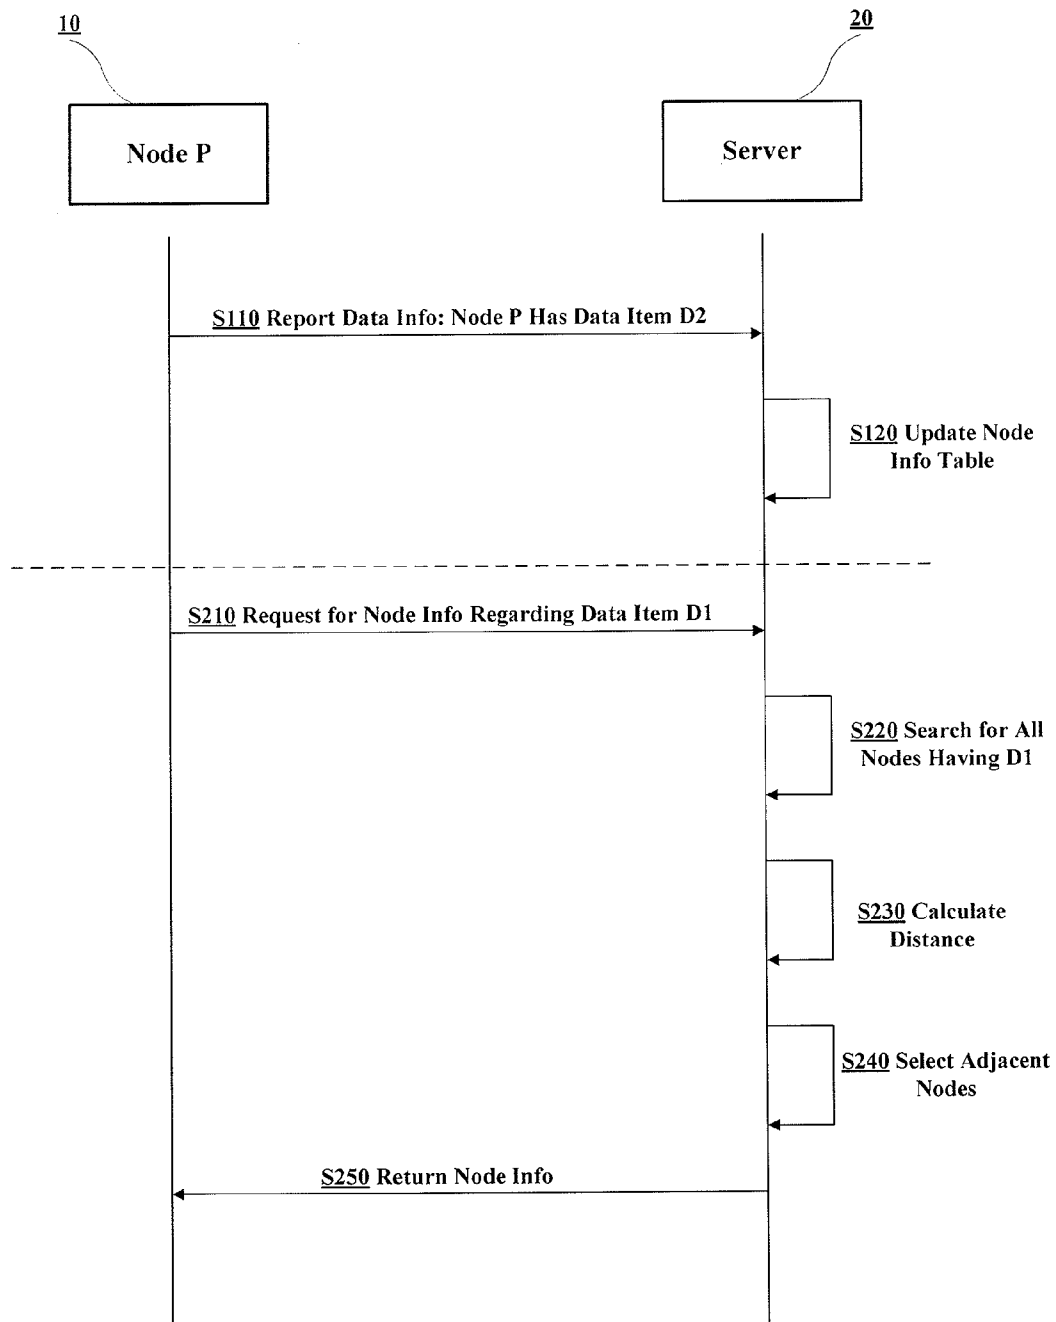 10
20
Node P
Server
S110 Report Data Info: Node P Has Data Item D2
S120 Update Node
Info Table
S210 Request for Node Info Regarding Data Item D1
S220 Search for All
Nodes Having D1
S230 Calculate
Distance
S240 Select Adjacent
Nodes
S250 Return Node Info